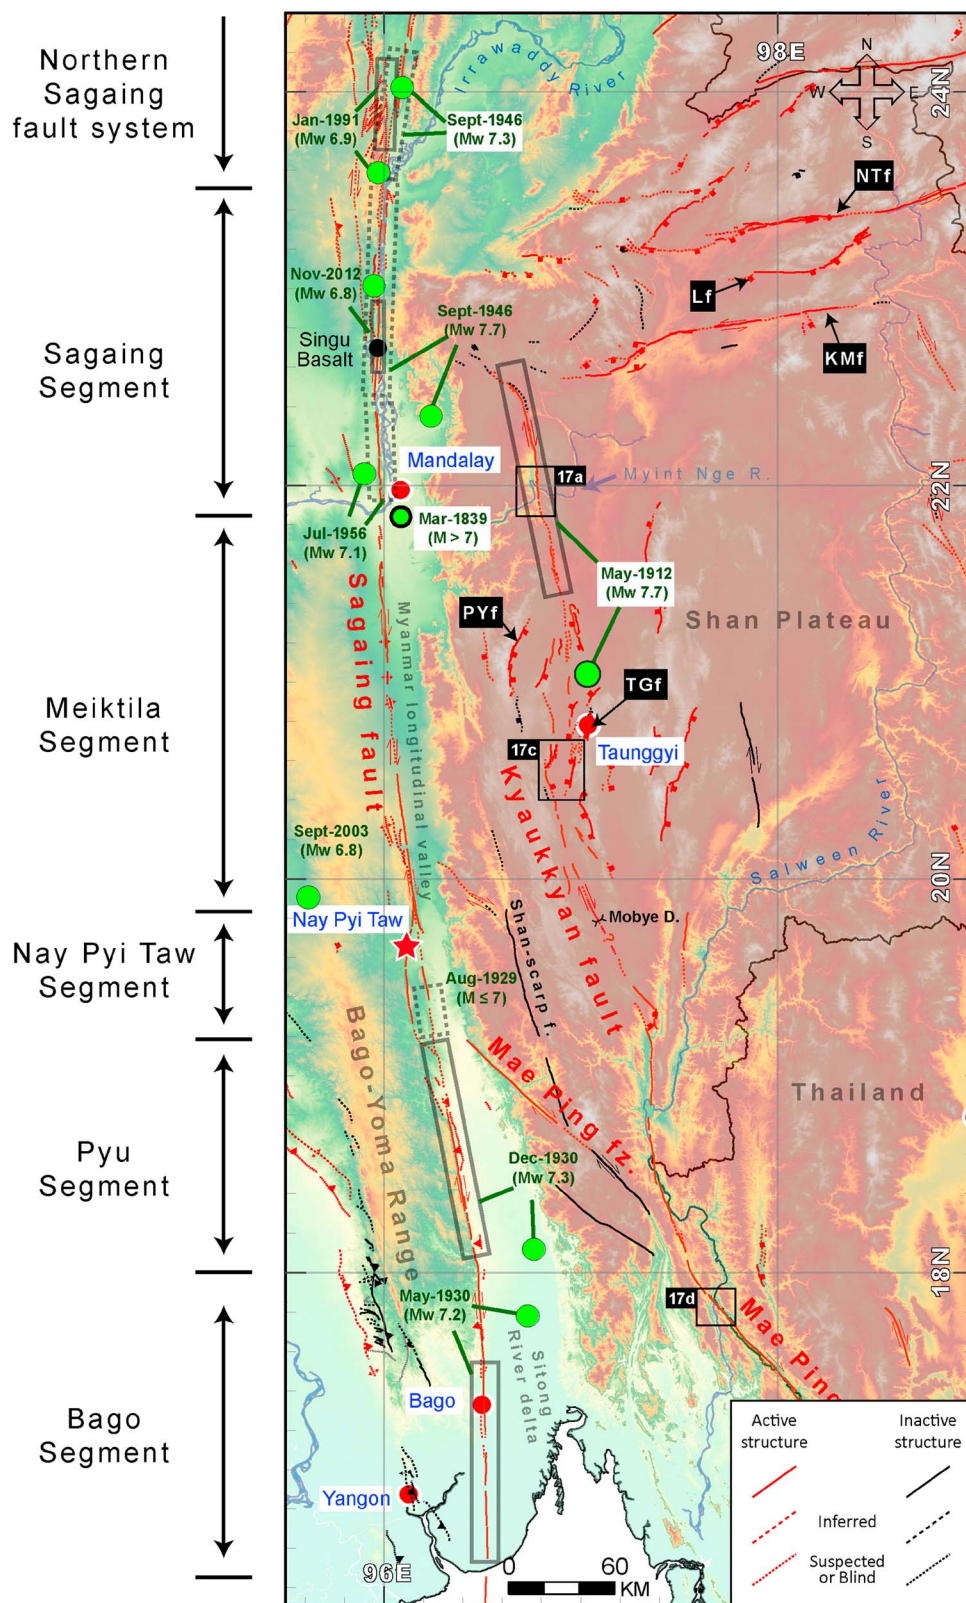 Northern
Sagaing
fault system
Sagaing
Segment
Meiktila
Segment
Nay Pyi Taw
Segment
Pyu
Segment
Bago
Segment
98E
N
W
E
S
24N
Irrawaddy
River
Jan-1991
(Mw 6.9)
Sept-1946
(Mw 7.3)
NTf
Nov-2012
(Mw 6.8)
Sept-1946
(Mw 7.7)
Lf
KMf
Singu
Basalt
Mandalay
17a
Myint Nge R.
22N
Mar-1839
(M > 7)
Jul-1956
(Mw 7.1)
May-1912
(Mw 7.7)
PYf
Shan Plateau
Sagaing fault
Myanmar longitudinal valley
TGf
17c
Taunggyi
Kyaukkyan fault
Salween River
Sept-2003
(Mw 6.8)
20N
Nay Pyi Taw
Mobye D.
?
Shan-scarp f.
Aug-1929
(M ≤ 7)
Bago-Yoma Range
Mae Ping fz.
Thailand
Dec-1930
(Mw 7.3)
18N
May-1930
(Mw 7.2)
17d
Mae Ping
Sitong
River delta
Bago
Yangon
96E
0
60
KM
Active
structure
Inactive
structure
Inferred
Suspected
or Blind